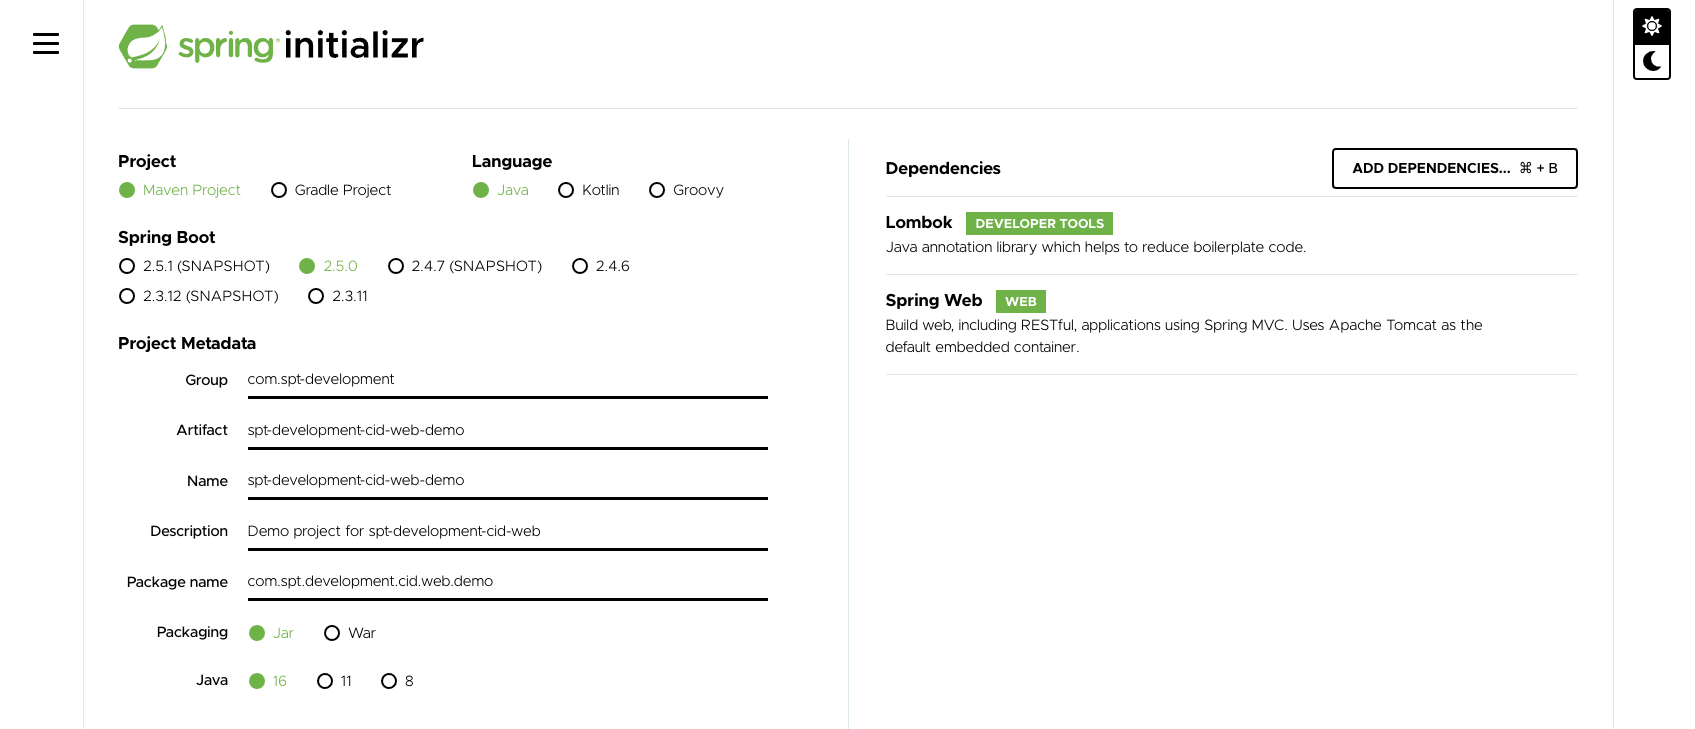 spring initializr
Project
Maven Project Gradle Project
Language
Java Kotlin Groovy
Spring Boot
2.5.1 (SNAPSHOT) 2.5.0 2.4.7 (SNAPSHOT) 2.4.6
2.3.12 (SNAPSHOT) 2.3.11
Project Metadata
Group com.spt-development
Artifact spt-development-cid-web-demo
Name spt-development-cid-web-demo
Description Demo project for spt-development-cid-web
Package name com.spt.development.cid.web.demo
Packaging Jar War
Java 16 11 8
Dependencies
ADD DEPENDENCIES... ⌘ + B
Lombok DEVELOPER TOOLS
Java annotation library which helps to reduce boilerplate code.
Spring Web WEB
Build web, including RESTful, applications using Spring MVC. Uses Apache Tomcat as the
default embedded container.